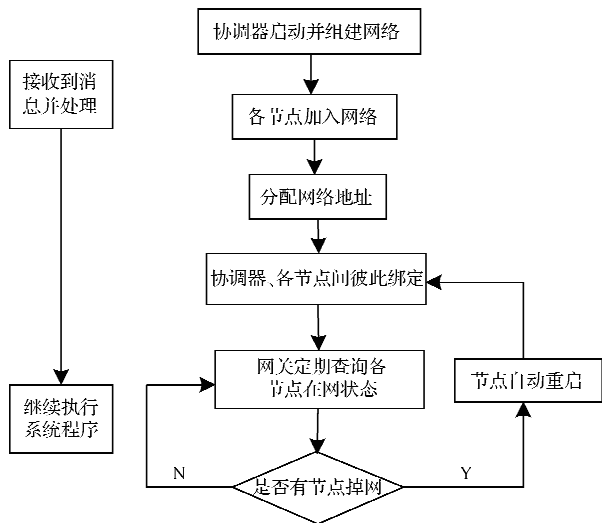 协调器启动并组建网络
接收到消
息并处理
各节点加入网络
分配网络地址
协调器、各节点间彼此绑定
网关定期查询各
节点在网状态
节点自动重启
继续执行
系统程序
N
是否有节点掉网
Y